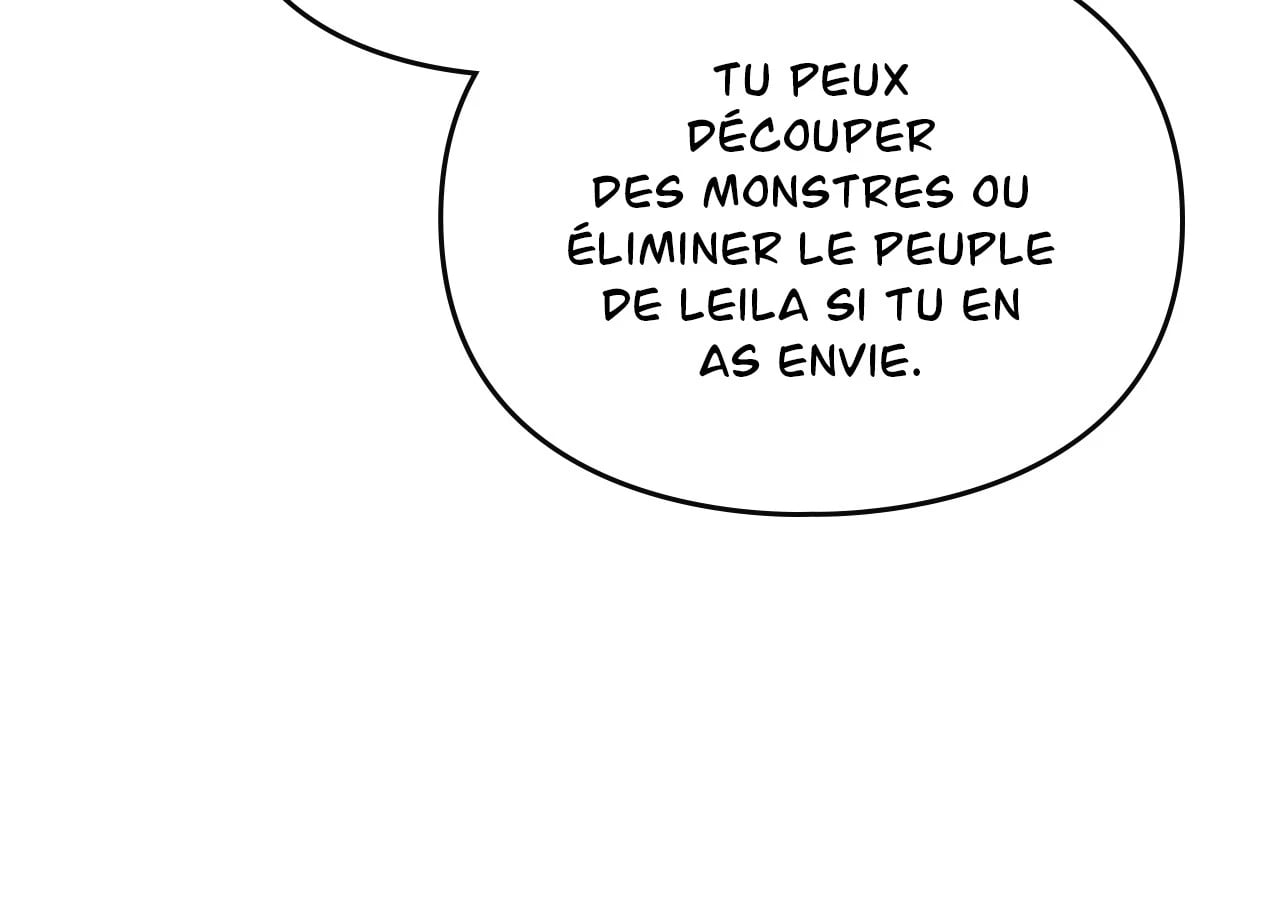 TU PEUX
DÉCOUPER
DES MONSTRES OU
ÉLIMINER LE PEUPLE
DE LEILA SI TU EN
AS ENVIE.